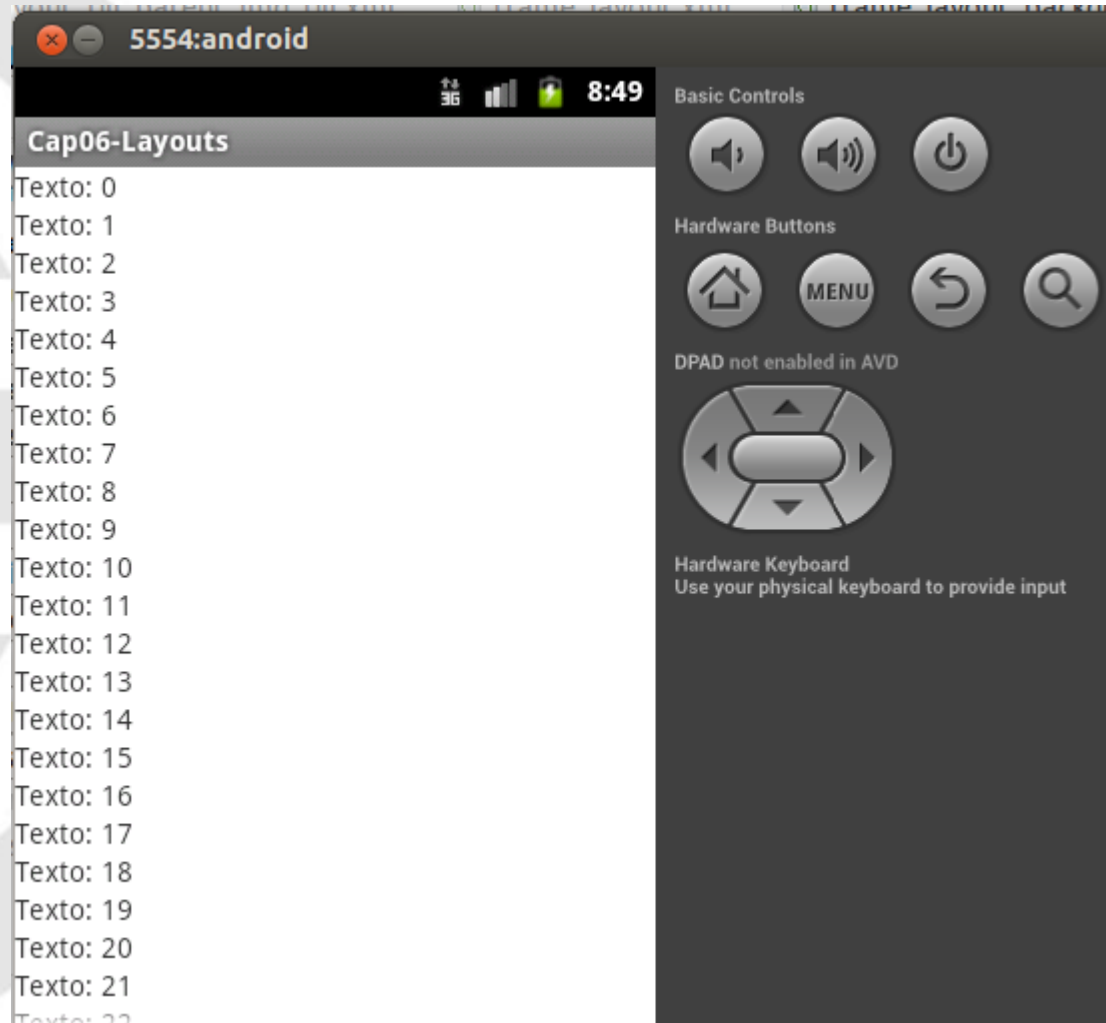 5554:android
3G
8:49
Cap06-Layouts
Texto: 0
Texto: 1
Texto: 2
Texto: 3
Texto: 4
Texto: 5
Texto: 6
Texto: 7
Texto: 8
Texto: 9
Texto: 10
Texto: 11
Texto: 12
Texto: 13
Texto: 14
Texto: 15
Texto: 16
Texto: 17
Texto: 18
Texto: 19
Texto: 20
Texto: 21
Texto: 22
Basic Controls
Hardware Buttons
MENU
DPAD not enabled in AVD
Hardware Keyboard
Use your physical keyboard to provide input